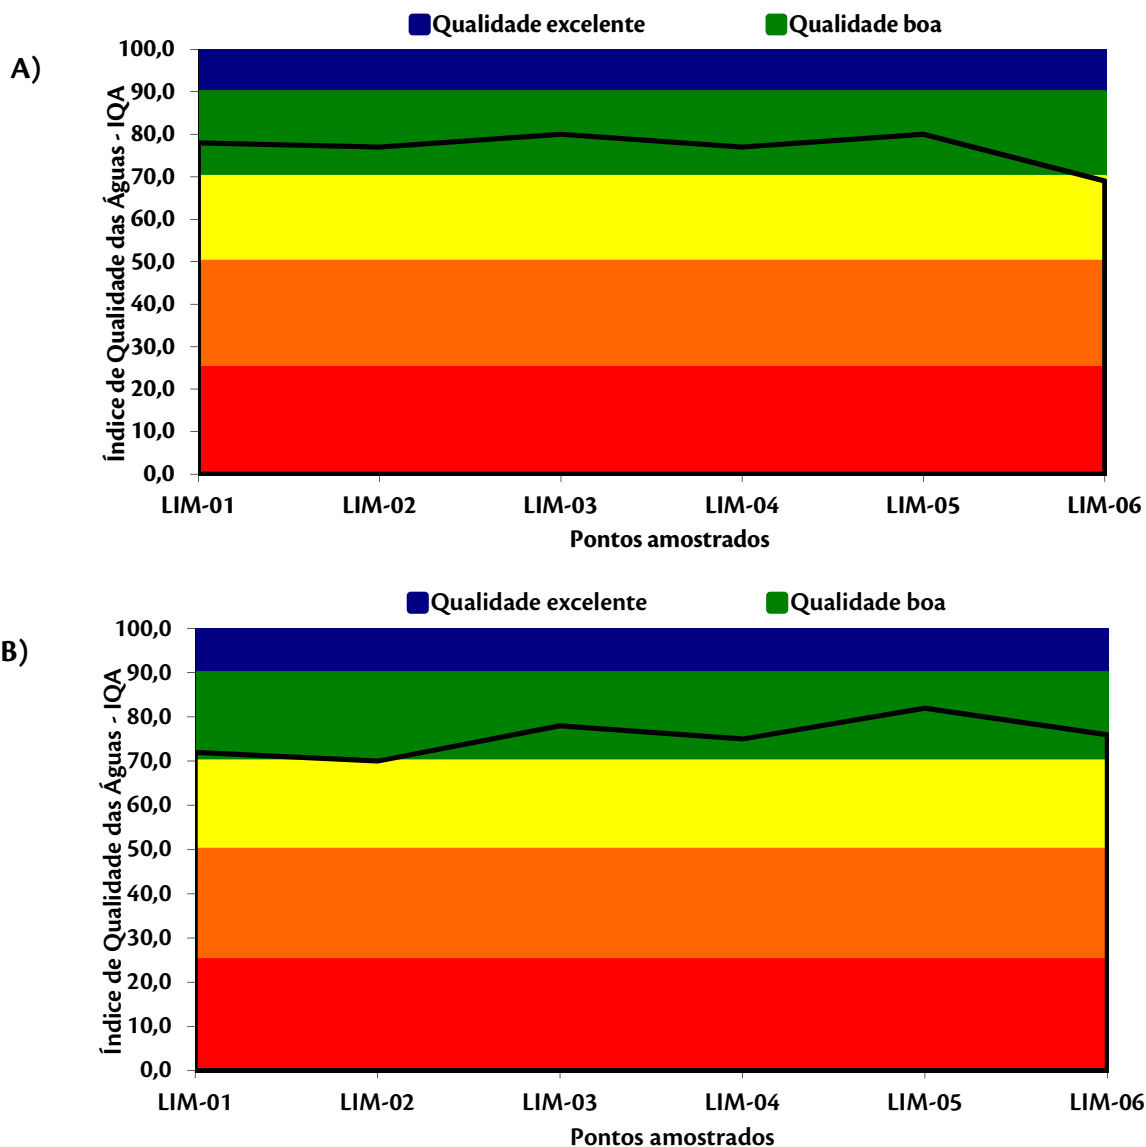 Qualidade excelente Qualidade boa
A)
Índice de Qualidade das Águas - IQA
100,0
90,0
80,0
70,0
60,0
50,0
40,0
30,0
20,0
10,0
0,0
LIM-01 LIM-02 LIM-03 LIM-04 LIM-05 LIM-06
Pontos amostrados
Qualidade excelente Qualidade boa
B)
Índice de Qualidade das Águas - IQA
100,0
90,0
80,0
70,0
60,0
50,0
40,0
30,0
20,0
10,0
0,0
LIM-01 LIM-02 LIM-03 LIM-04 LIM-05 LIM-06
Pontos amostrados